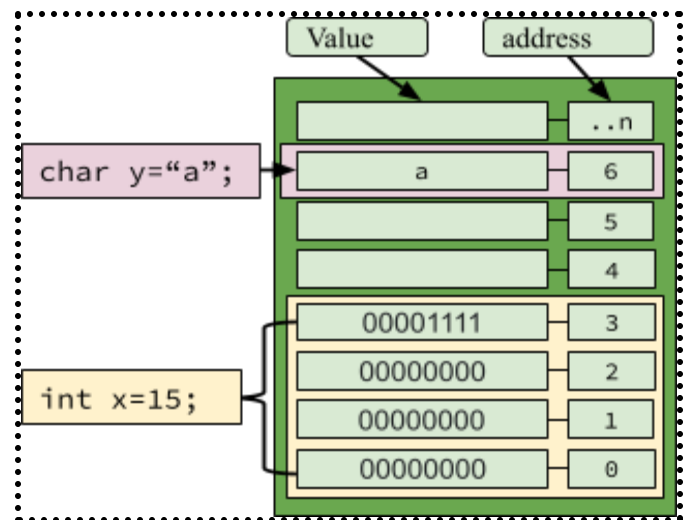 Value address
..n
char y=“a”; a 6
5
4
00001111 3
00000000 2
int x=15;
00000000 1
00000000 0